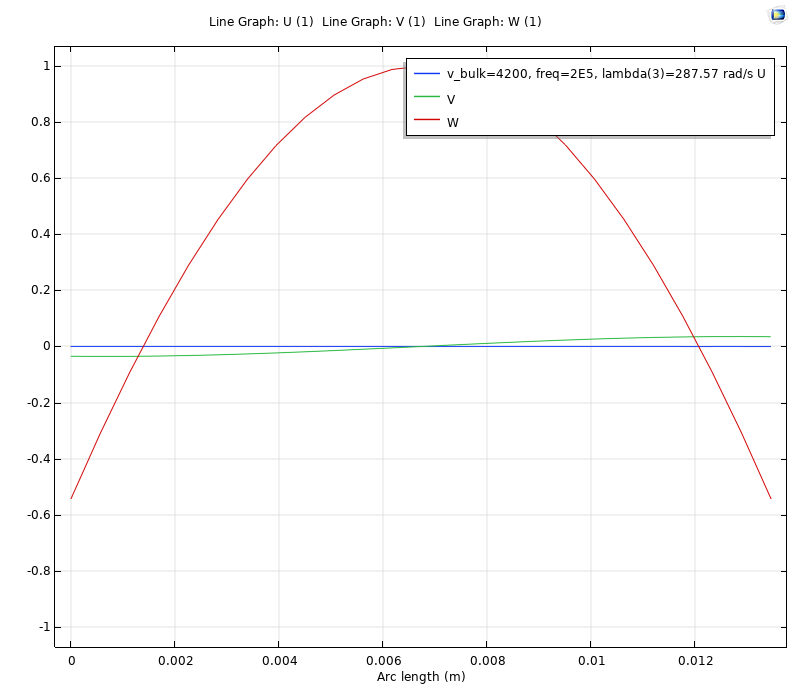 Line Graph: U (1)  Line Graph: V (1)  Line Graph: W (1)
v_bulk=4200, freq=2E5, lambda(3)=287.57 rad/s U
V
W
1
0.8
0.6
0.4
0.2
0
-0.2
-0.4
-0.6
-0.8
-1
0 0.002 0.004 0.006 0.008 0.01 0.012
Arc length (m)